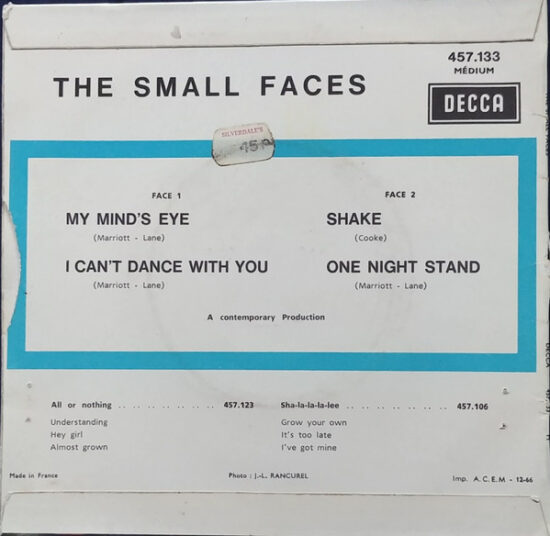 457.133
MÉDIUM
THE SMALL FACES
DECCA
SILVERDALE'S
45P
FACE 1
MY MIND'S EYE
(Marriott - Lane)
I CAN'T DANCE WITH YOU
(Marriott - Lane)
FACE 2
SHAKE
(Cooke)
ONE NIGHT STAND
(Marriott - Lane)
A contemporary Production
All or nothing .. .. .. .. .. .. .. 457.123
Understanding
Hey girl
Almost grown
Sha-la-la-la-lee .. .. .. .. .. .. .. 457.106
Grow your own
It's too late
I've got mine
Made in France
Photo : J.-L. RANCUREL
Imp. A.C.E.M - 12-66